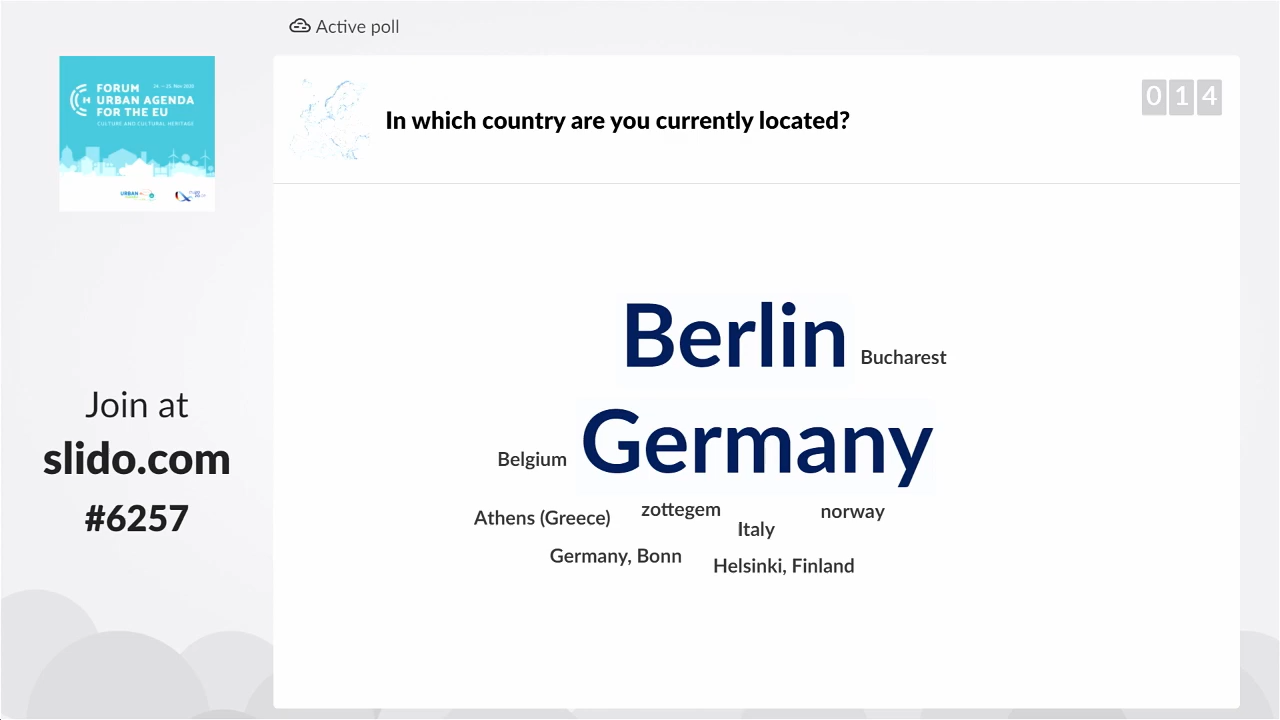 Active poll
FORUM
URBAN AGENDA
FOR THE EU
CULTURE AND CULTURAL HERITAGE
URBAN
In which country are you currently located?
014
Berlin
Bucharest
Germany
Belgium
Athens (Greece)
zottegem
Italy
norway
Germany, Bonn
Helsinki, Finland
Join at
slido.com
#6257